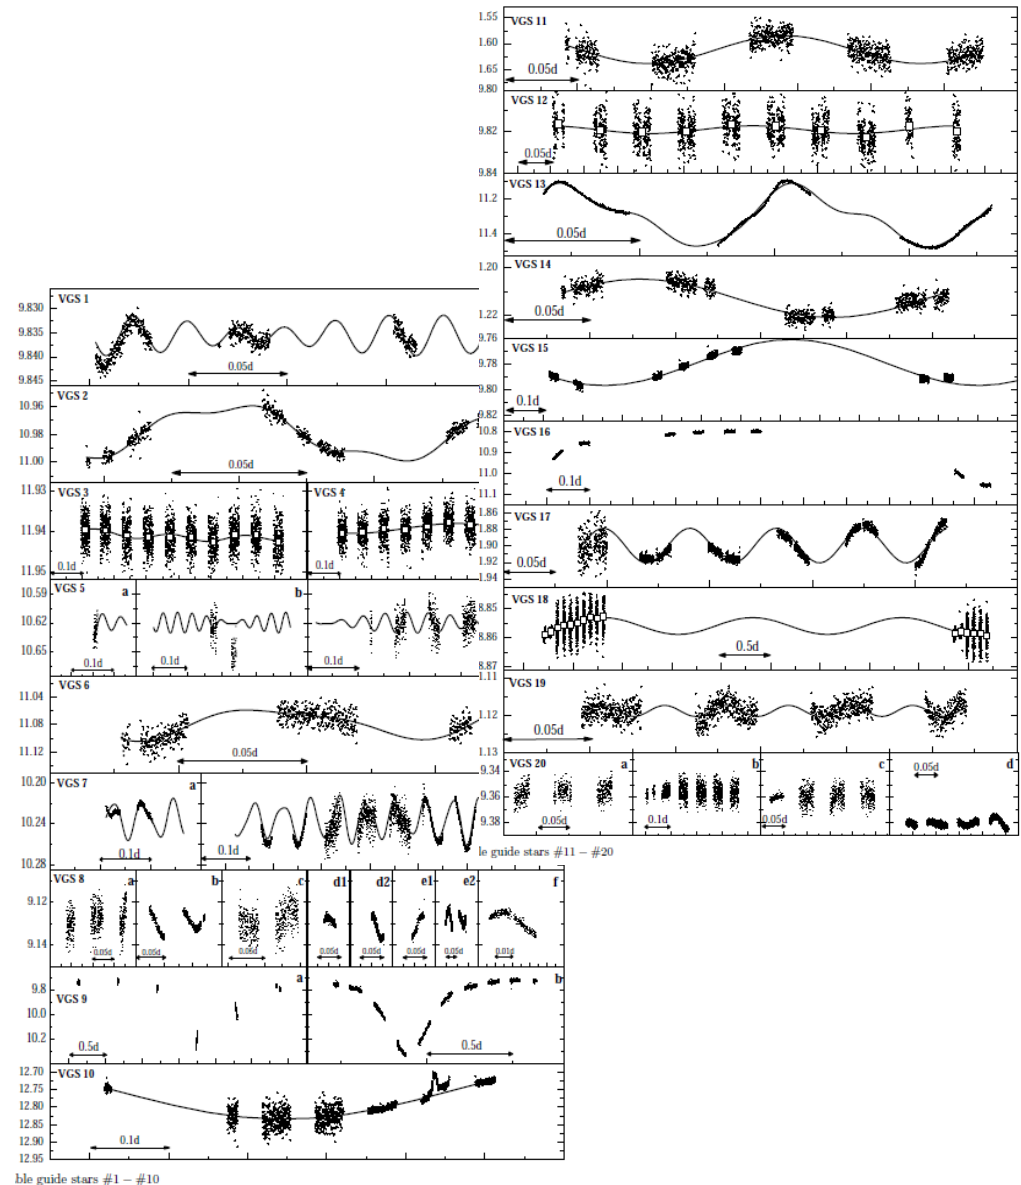 1.55
VGS 11
1.60
1.65
0.05d
9.80
VGS 12
9.82
0.05d
9.84
VGS 13
11.2
11.4
0.05d
1.20
VGS 14
0.05d
1.22
9.76
VGS 15
9.78
9.80
0.1d
9.82
VGS 16
10.8
10.9
11.0
0.1d
11.1
1.86
VGS 17
1.88
1.90
1.92
0.05d
1.94
VGS 18
8.85
8.86
0.5d
8.87
1.11
VGS 19
1.12
0.05d
1.13
9.34
VGS 20 a b c d
0.05d
9.36
9.38
0.05d 0.1d 0.05d
le guide stars #11 – #20
VGS 1
9.830
9.835
9.840
0.05d
9.845
VGS 2
10.96
10.98
11.00
0.05d
11.93
VGS 3 VGS 4
11.94
0.1d 0.1d
11.95
10.59
VGS 5 a b
10.62
10.65
0.1d 0.1d 0.1d
VGS 6
11.04
11.08
11.12
0.05d
10.20
VGS 7 a
10.24
0.1d 0.1d
10.28
VGS 8 a b c d1 d2 e1 e2 f
9.12
9.14
0.05d 0.05d 0.05d 0.05d 0.05d 0.05d 0.05d 0.01d
a b
9.8
VGS 9
10.0
10.2
0.5d 0.5d
VGS 10
12.70
12.75
12.80
12.85
12.90
0.1d
12.95
ble guide stars #1 – #10